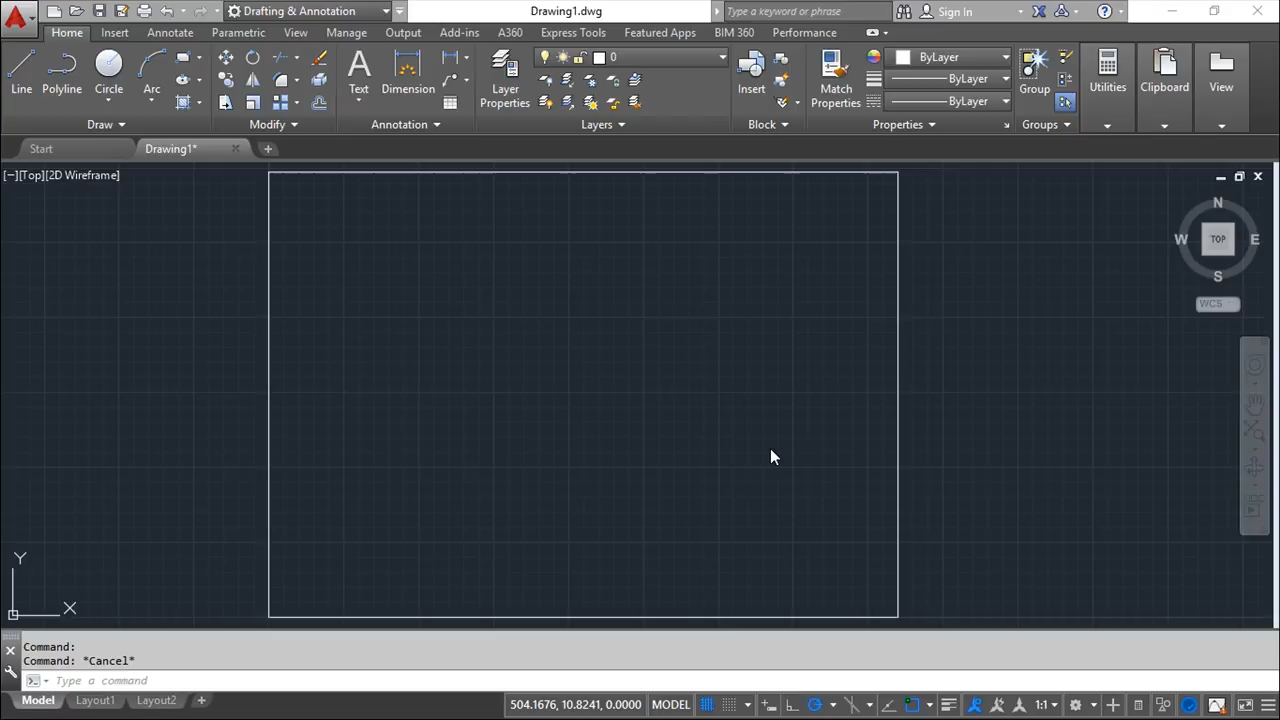 Drafting & Annotation
Drawing1.dwg
Type a keyword or phrase
Sign In
Home Insert Annotate Parametric View Manage Output Add-ins A360 Express Tools Featured Apps BIM 360 Performance
Line
Polyline
Circle
Arc
Text
Dimension
Layer
Properties
0
Insert
Match
Properties
ByLayer
ByLayer
ByLayer
Group
Utilities
Clipboard
View
Draw Modify Annotation Layers Block Properties Groups
Start Drawing1*
[−][Top][2D Wireframe]
N
W TOP E
S
WCS
Y
X
Command:
Command: *Cancel*
Type a command
Model Layout1 Layout2
504.1676, 10.8241, 0.0000 MODEL 1:1